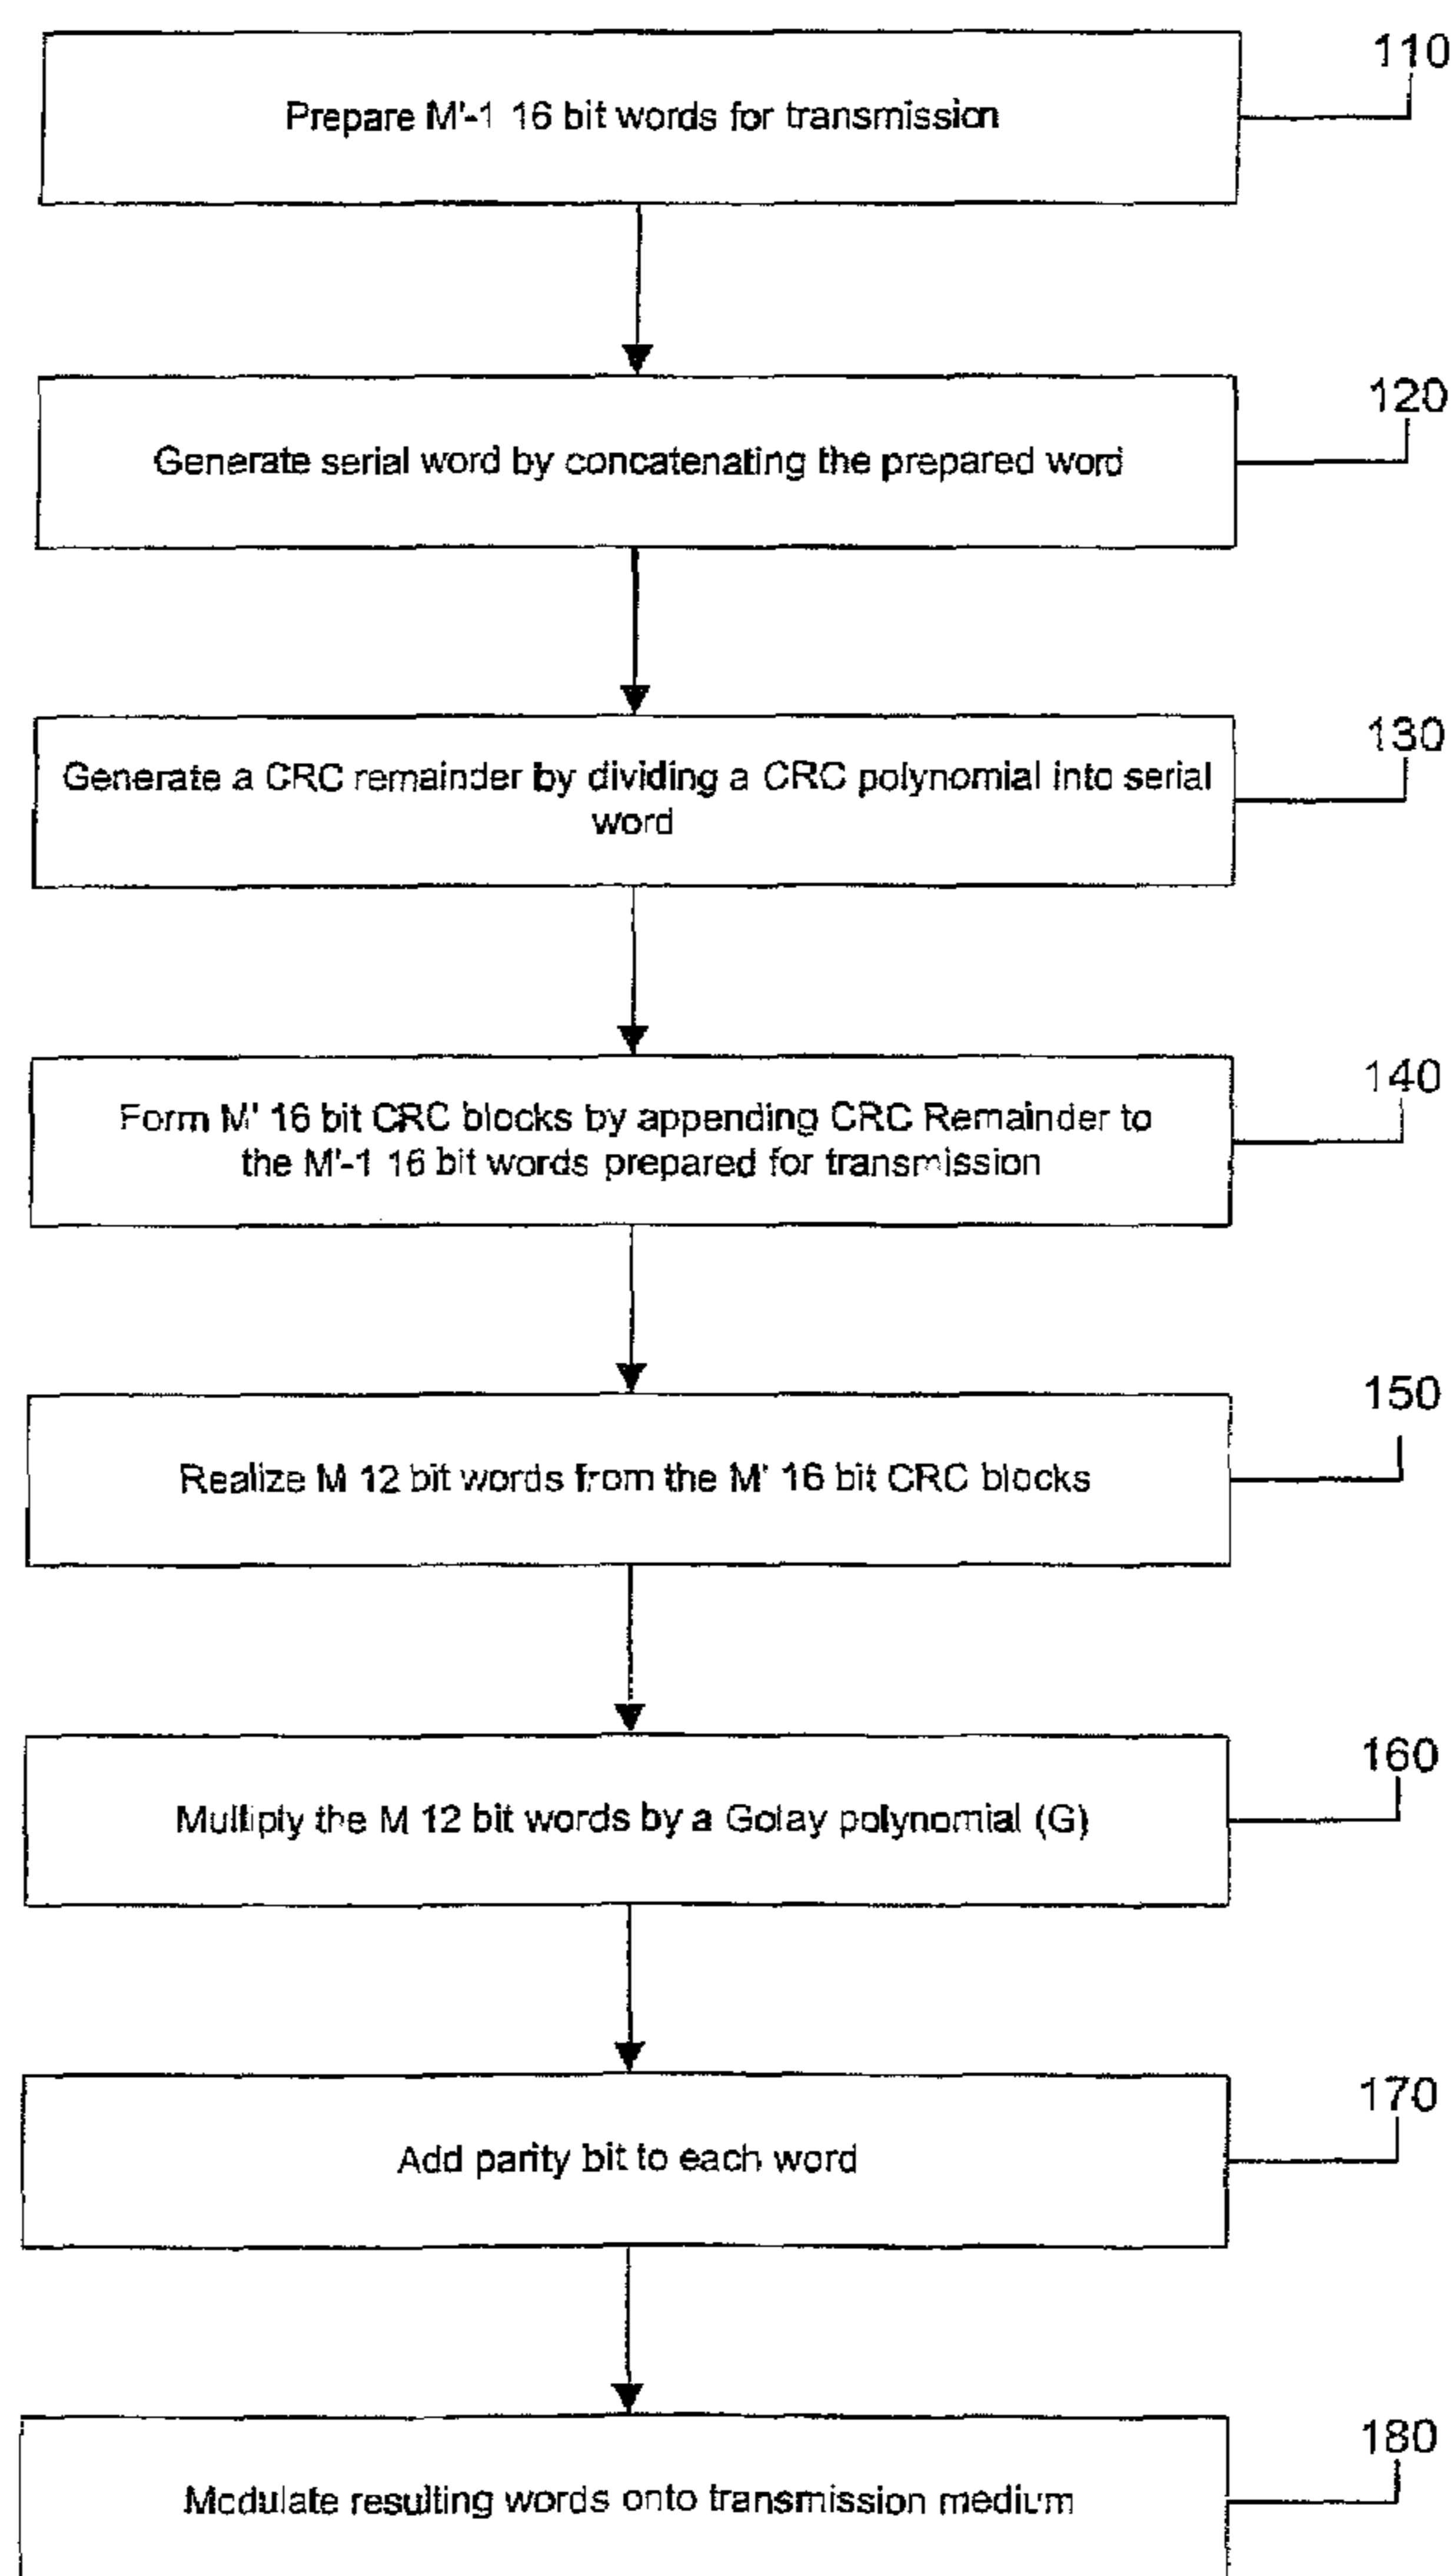 110
Prepare M'-1 16 bit words for transmission
120
Generate serial word by concatenating the prepared word
130
Generate a CRC remainder by dividing a CRC polynomial into serial
word
140
Form M' 16 bit CRC blocks by appending CRC Remainder to
the M'-1 16 bit words prepared for transmission
150
Realize M 12 bit words from the M' 16 bit CRC blocks
160
Multiply the M 12 bit words by a Golay polynomial (G)
170
Add parity bit to each word
180
Modulate resulting words onto transmission medium